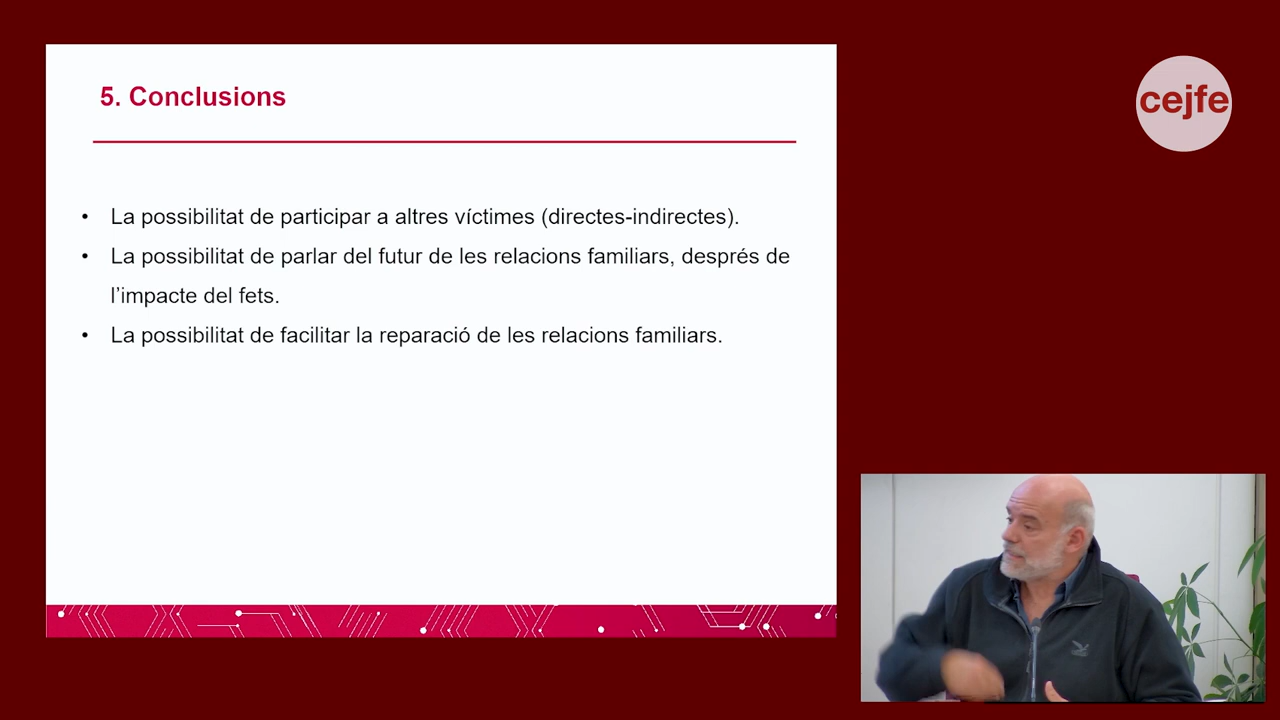 5. Conclusions
• La possibilitat de participar a altres víctimes (directes-indirectes).
• La possibilitat de parlar del futur de les relacions familiars, després de
l’impacte del fets.
• La possibilitat de facilitar la reparació de les relacions familiars.
cejfe